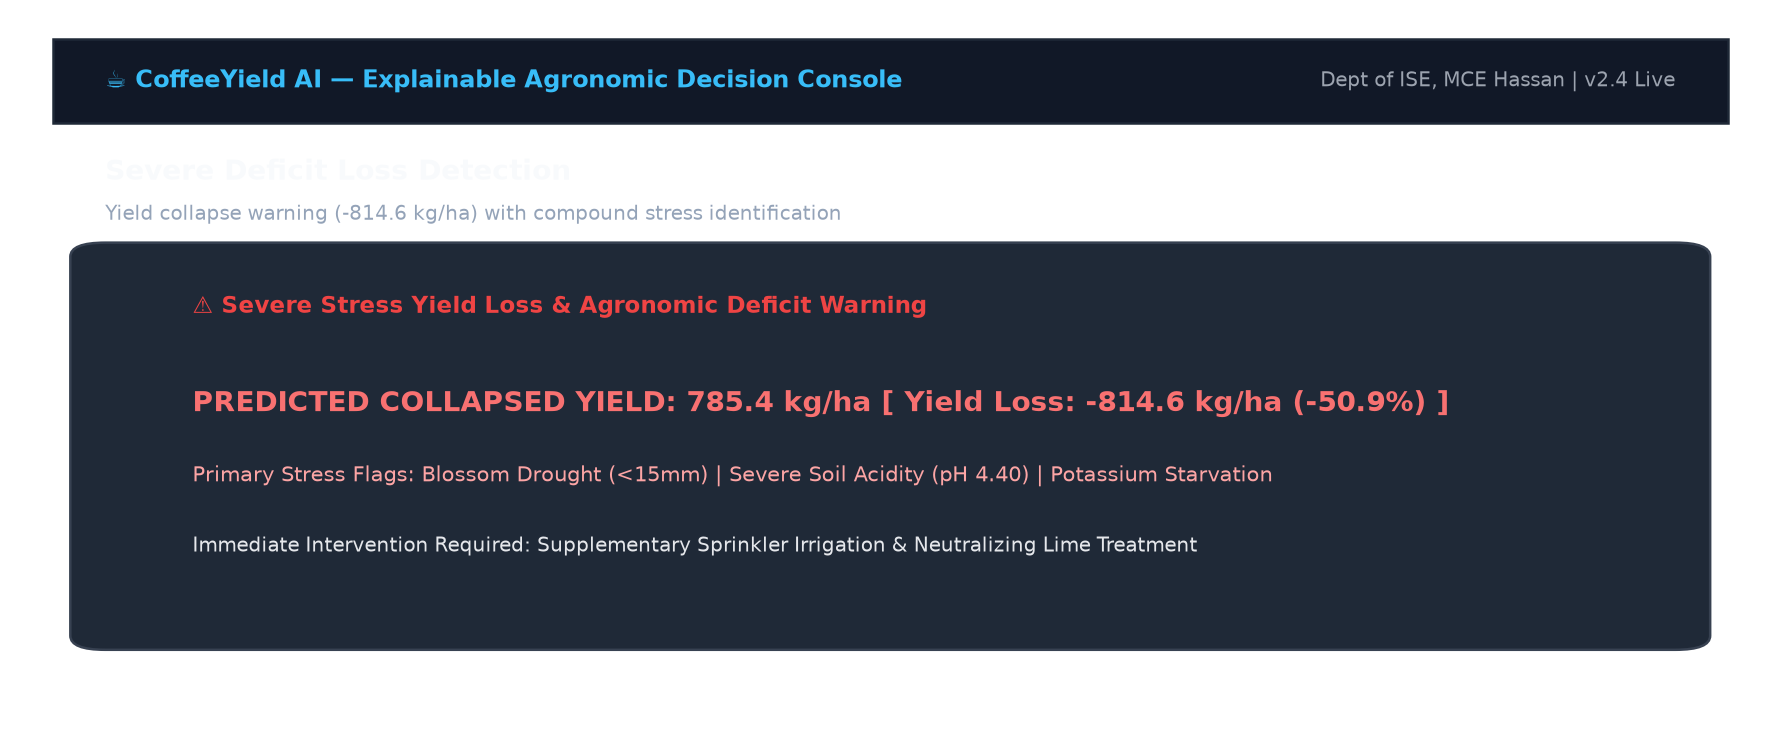 ☕ CoffeeYield AI — Explainable Agronomic Decision Console
Dept of ISE, MCE Hassan | v2.4 Live
Severe Deficit Loss Detection
Yield collapse warning (-814.6 kg/ha) with compound stress identification
⚠ Severe Stress Yield Loss & Agronomic Deficit Warning
PREDICTED COLLAPSED YIELD: 785.4 kg/ha [ Yield Loss: -814.6 kg/ha (-50.9%) ]
Primary Stress Flags: Blossom Drought (<15mm) | Severe Soil Acidity (pH 4.40) | Potassium Starvation
Immediate Intervention Required: Supplementary Sprinkler Irrigation & Neutralizing Lime Treatment